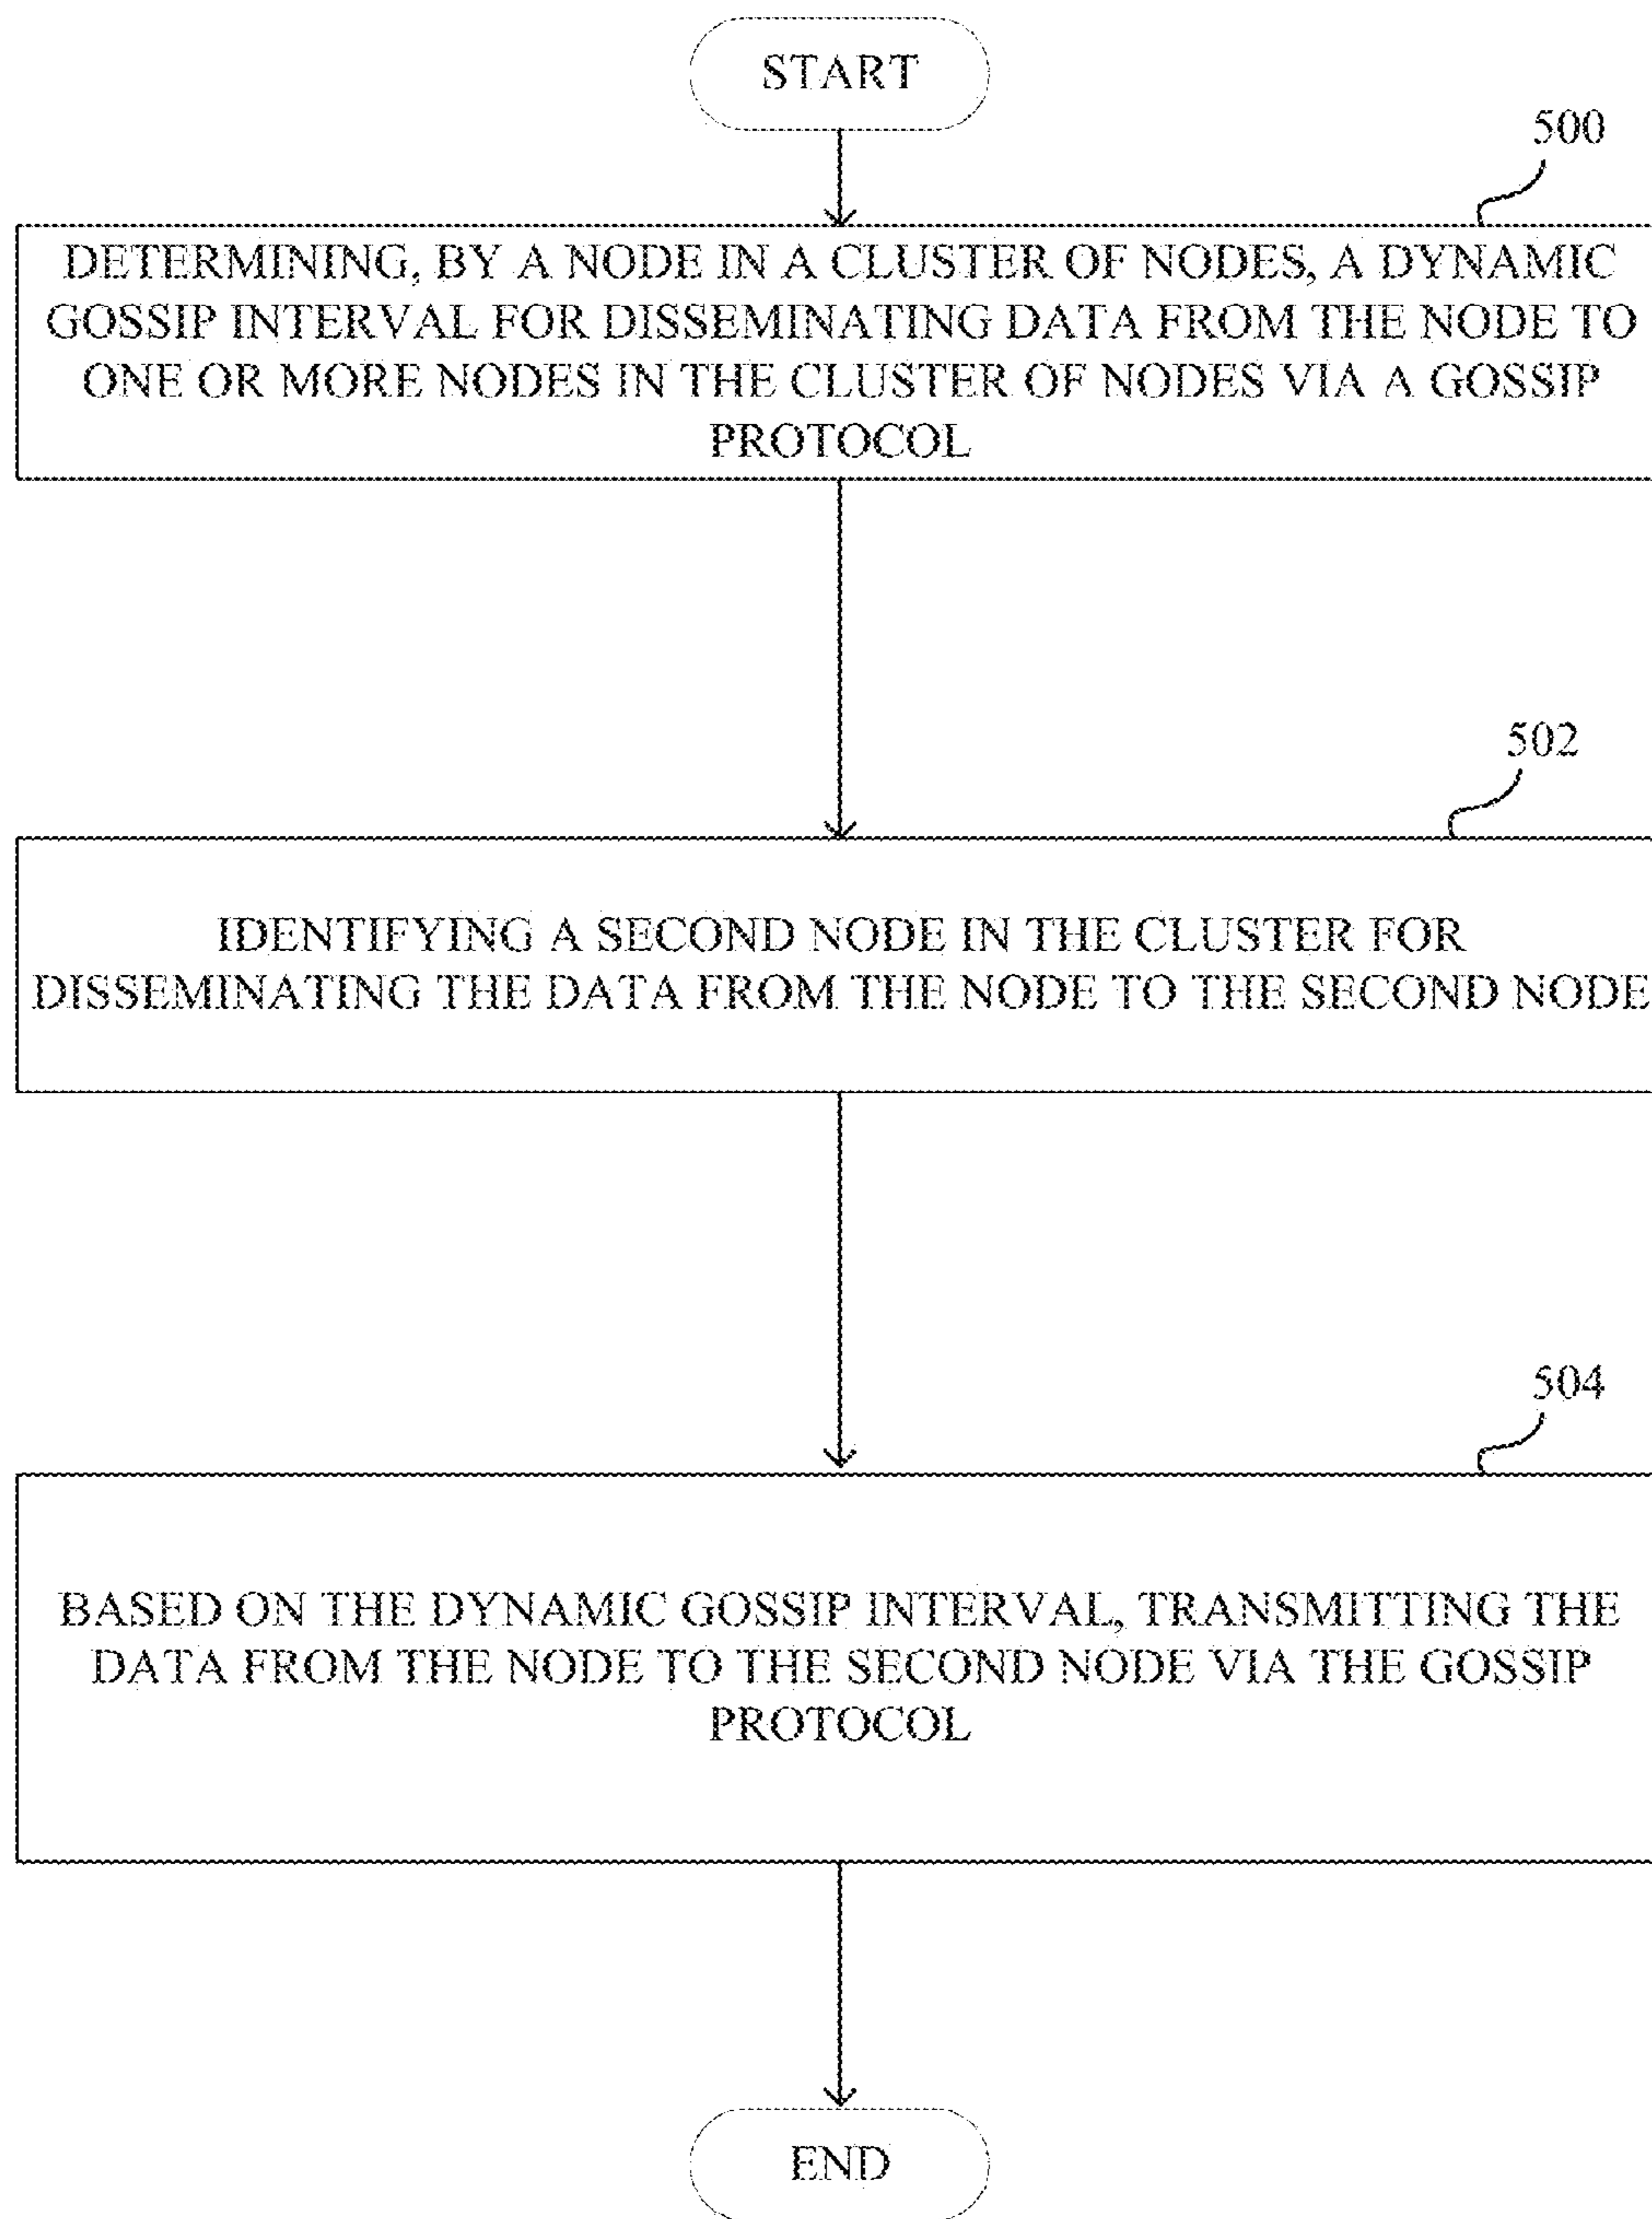 START
500
DETERMINING, BY A NODE IN A CLUSTER OF NODES, A DYNAMIC
GOSSIP INTERVAL FOR DISSEMINATING DATA FROM THE NODE TO
ONE OR MORE NODES IN THE CLUSTER OF NODES VIA A GOSSIP
PROTOCOL
502
IDENTIFYING A SECOND NODE IN THE CLUSTER FOR
DISSEMINATING THE DATA FROM THE NODE TO THE SECOND NODE
504
BASED ON THE DYNAMIC GOSSIP INTERVAL, TRANSMITTING THE
DATA FROM THE NODE TO THE SECOND NODE VIA THE GOSSIP
PROTOCOL
END